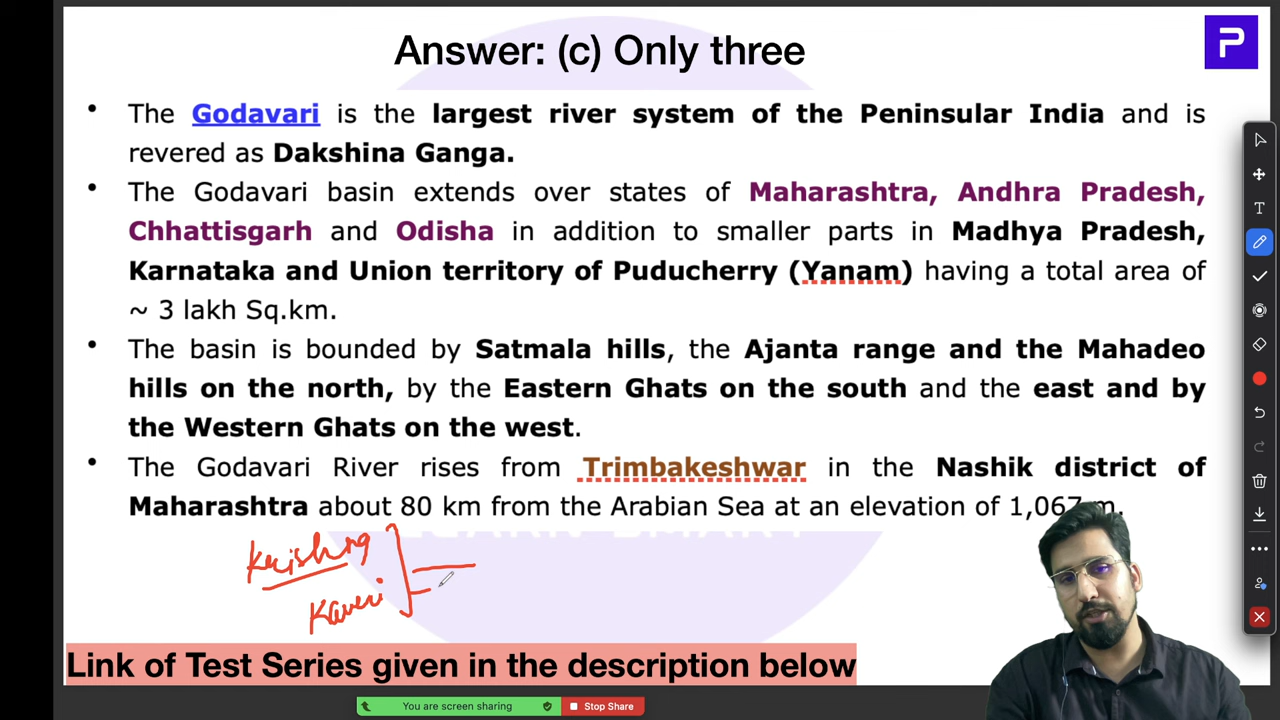 Answer: (c) Only three
P
• The Godavari is the largest river system of the Peninsular India and is
revered as Dakshina Ganga.
• The Godavari basin extends over states of Maharashtra, Andhra Pradesh,
Chhattisgarh and Odisha in addition to smaller parts in Madhya Pradesh,
Karnataka and Union territory of Puducherry (Yanam) having a total area of
~ 3 lakh Sq.km.
• The basin is bounded by Satmala hills, the Ajanta range and the Mahadeo
hills on the north, by the Eastern Ghats on the south and the east and by
the Western Ghats on the west.
• The Godavari River rises from Trimbakeshwar in the Nashik district of
Maharashtra about 80 km from the Arabian Sea at an elevation of 1,067 m.
Krishna
Kaveri
Link of Test Series given in the description below
You are screen sharing
Stop Share